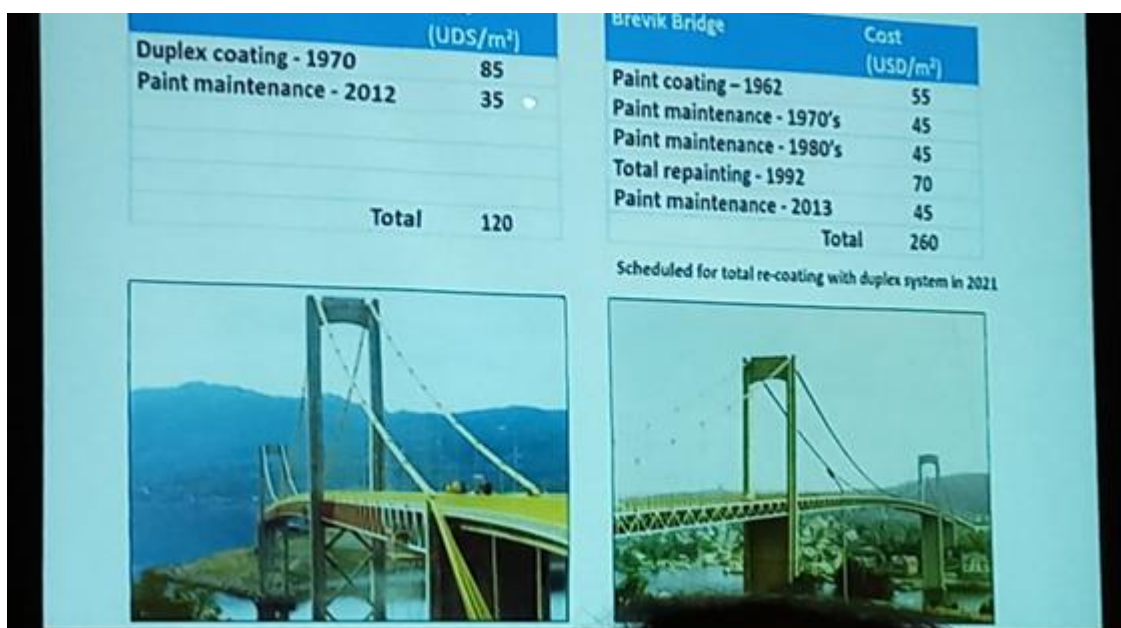 (UDS/m²)
Duplex coating - 1970 85
Paint maintenance - 2012 35
Total 120
Brevik Bridge Cost
(USD/m²)
Paint coating – 1962 55
Paint maintenance - 1970's 45
Paint maintenance - 1980's 45
Total repainting - 1992 70
Paint maintenance - 2013 45
Total 260
Scheduled for total re-coating with duplex system in 2021